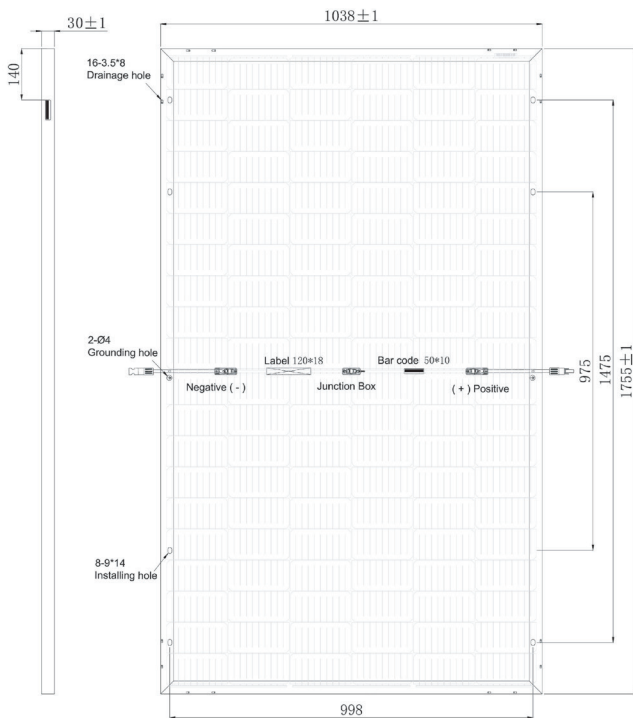 30±1
1038±1
140
16-3.5*8
Drainage hole
2-Ø4
Grounding hole
Label 120*18
Bar code 50*10
Negative ( - )
Junction Box
( + ) Positive
975
1475
1755±1
8-9*14
Installing hole
998